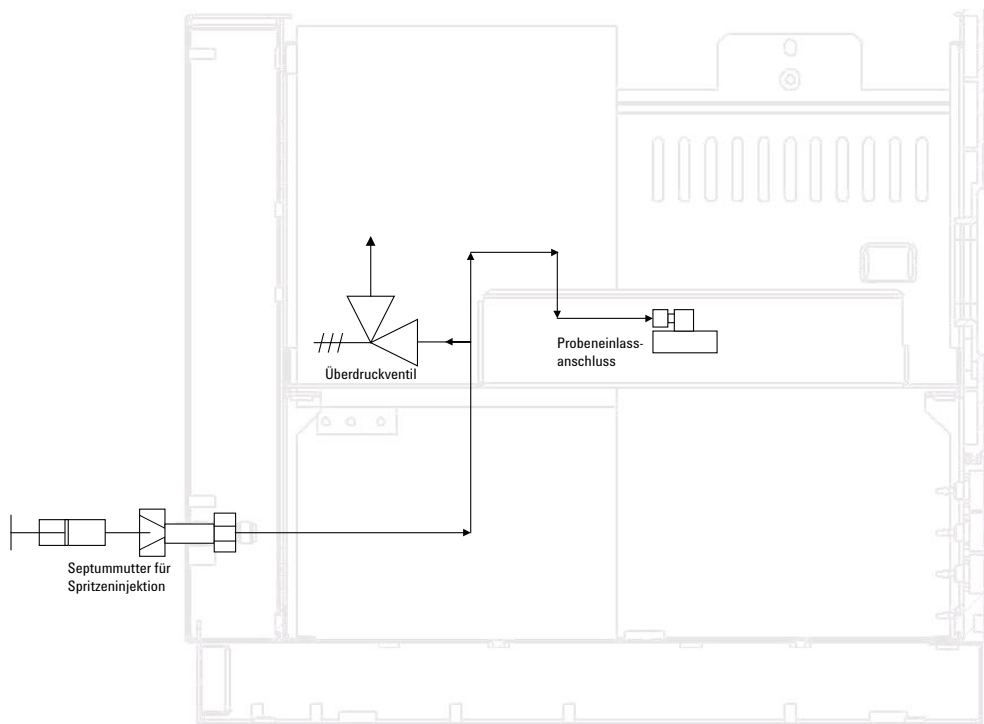 Überdruckventil
Probeneinlass-
anschluss
Septummutter für
Spritzeninjektion